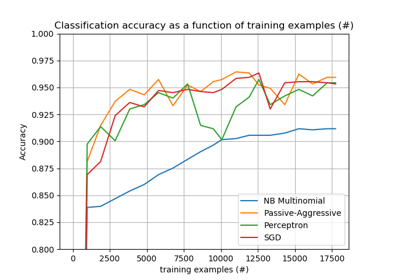 Classification accuracy as a function of training examples (#)
1.000
0.975
0.950
0.925
0.900
0.875
0.850
0.825
0.800
Accuracy
0 2500 5000 7500 10000 12500 15000 17500
training examples (#)
NB Multinomial
Passive-Aggressive
Perceptron
SGD